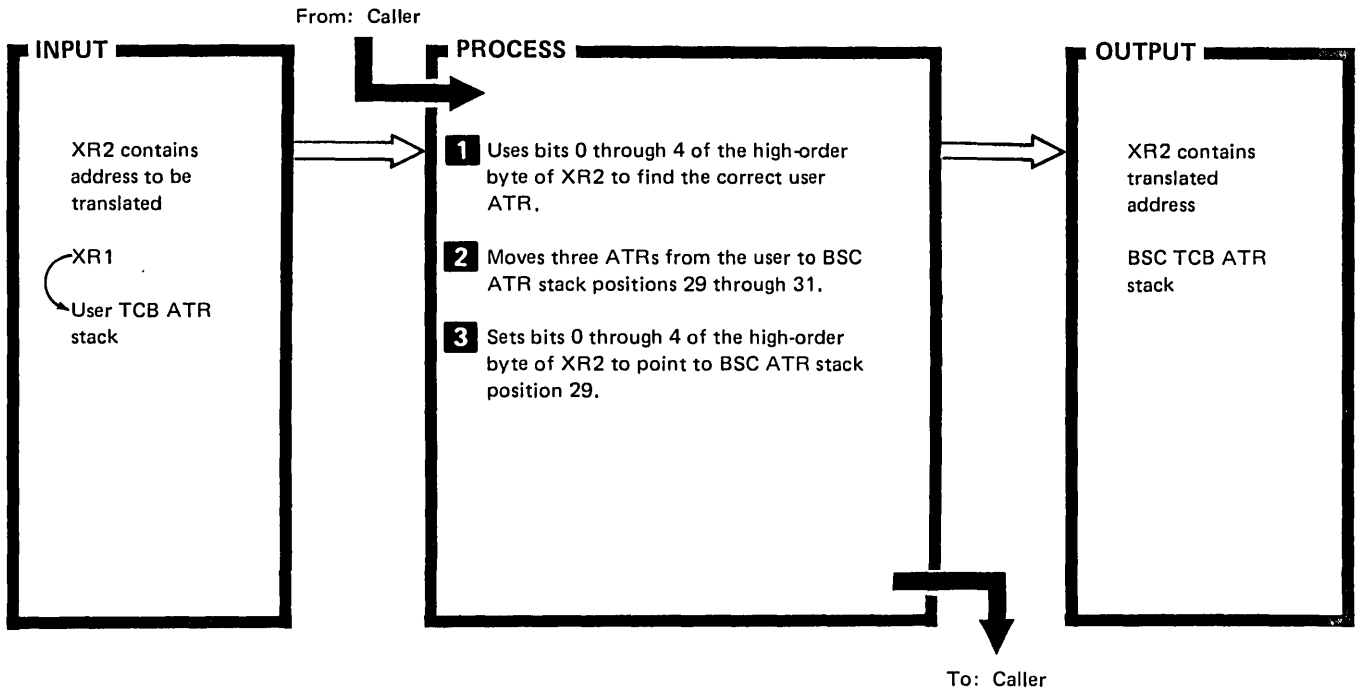 From: Caller
INPUT
XR2 contains
address to be
translated
XR1
User TCB ATR
stack
PROCESS
1 Uses bits 0 through 4 of the high-order
byte of XR2 to find the correct user
ATR.
2 Moves three ATRs from the user to BSC
ATR stack positions 29 through 31.
3 Sets bits 0 through 4 of the high-order
byte of XR2 to point to BSC ATR stack
position 29.
OUTPUT
XR2 contains
translated
address
BSC TCB ATR
stack
To: Caller